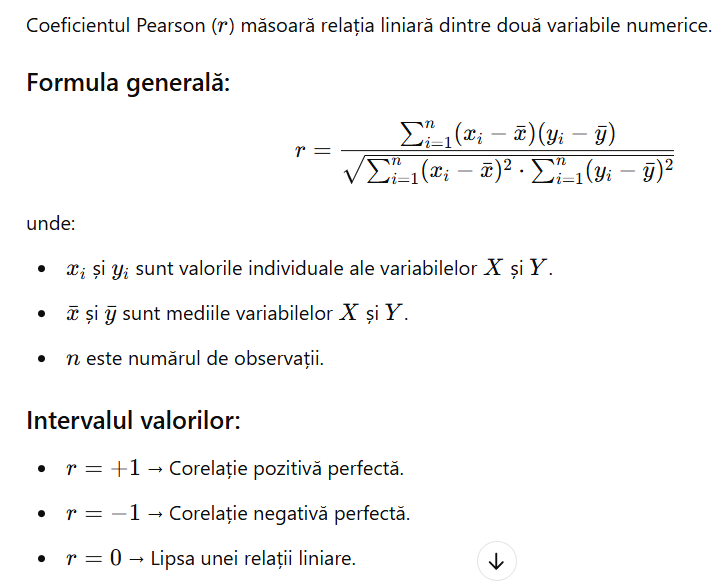 Coeficientul Pearson (r) măsoară relația liniară dintre două variabile numerice.
Formula generală:
r = \frac{\sum_{i=1}^{n}(x_i - \bar{x})(y_i - \bar{y})}{\sqrt{\sum_{i=1}^{n}(x_i - \bar{x})^2 \cdot \sum_{i=1}^{n}(y_i - \bar{y})^2}}
unde:
• x_i și y_i sunt valorile individuale ale variabilelor X și Y.
• \bar{x} și \bar{y} sunt mediile variabilelor X și Y.
• n este numărul de observații.
Intervalul valorilor:
• r = +1 → Corelație pozitivă perfectă.
• r = −1 → Corelație negativă perfectă.
• r = 0 → Lipsa unei relații liniare.